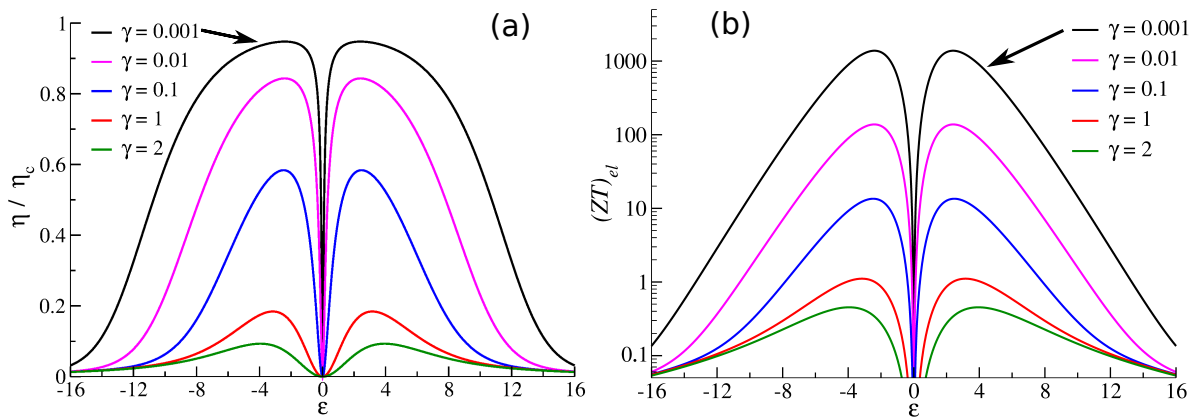 (a)
1
0.8
0.6
0.4
0.2
0
η / ηc
γ = 0.001
γ = 0.01
γ = 0.1
γ = 1
γ = 2
-16 -12 -8 -4 0 4 8 12 16
ε
(b)
1000
100
10
1
0.1
(ZT)el
γ = 0.001
γ = 0.01
γ = 0.1
γ = 1
γ = 2
-16 -12 -8 -4 0 4 8 12 16
ε